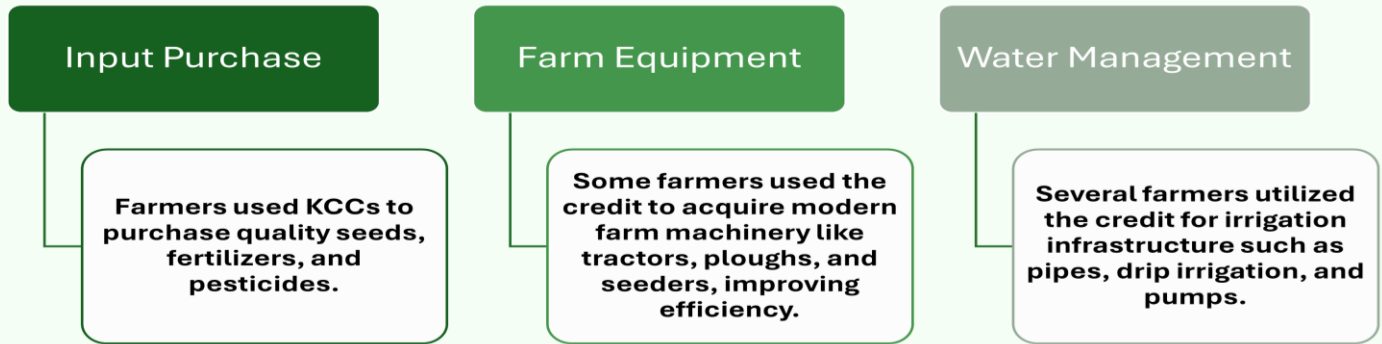 Input Purchase
Farmers used KCCs to
purchase quality seeds,
fertilizers, and
pesticides.
Farm Equipment
Some farmers used the
credit to acquire modern
farm machinery like
tractors, ploughs, and
seeders, improving
efficiency.
Water Management
Several farmers utilized
the credit for irrigation
infrastructure such as
pipes, drip irrigation, and
pumps.